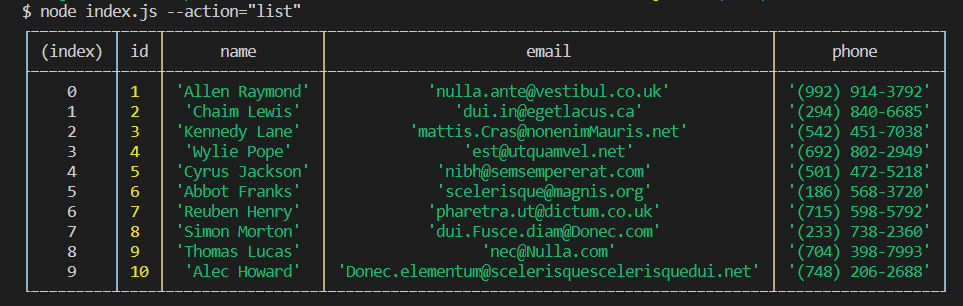 $ node index.js --action="list"
(index) id name email phone
0 1 'Allen Raymond' 'nulla.ante@vestibul.co.uk' '(992) 914-3792'
1 2 'Chaim Lewis' 'dui.in@egetlacus.ca' '(294) 840-6685'
2 3 'Kennedy Lane' 'mattis.Cras@nonenimMauris.net' '(542) 451-7038'
3 4 'Wylie Pope' 'est@utquamvel.net' '(692) 802-2949'
4 5 'Cyrus Jackson' 'nibh@semsempererat.com' '(501) 472-5218'
5 6 'Abbot Franks' 'scelerisque@magnis.org' '(186) 568-3720'
6 7 'Reuben Henry' 'pharetra.ut@dictum.co.uk' '(715) 598-5792'
7 8 'Simon Morton' 'dui.Fusce.diam@Donec.com' '(233) 738-2360'
8 9 'Thomas Lucas' 'nec@Nulla.com' '(704) 398-7993'
9 10 'Alec Howard' 'Donec.elementum@scelerisquescelerisquedui.net' '(748) 206-2688'